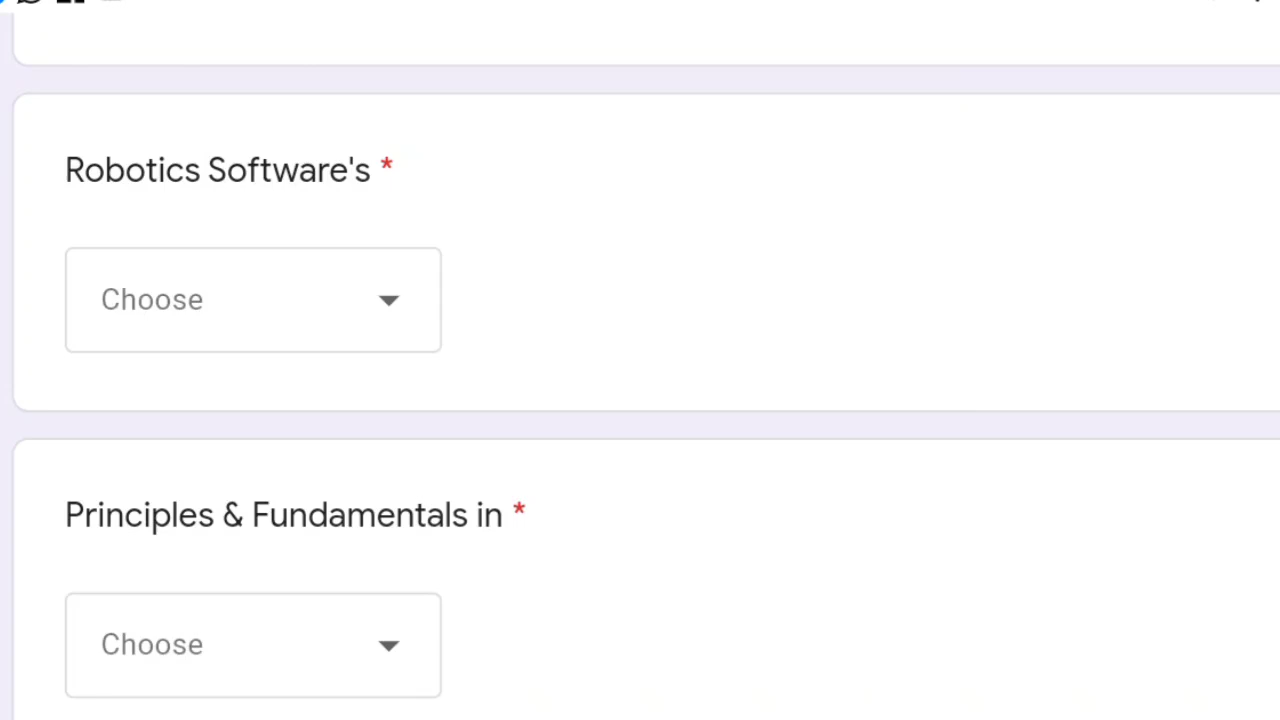 Robotics Software's *
Choose
Principles & Fundamentals in *
Choose